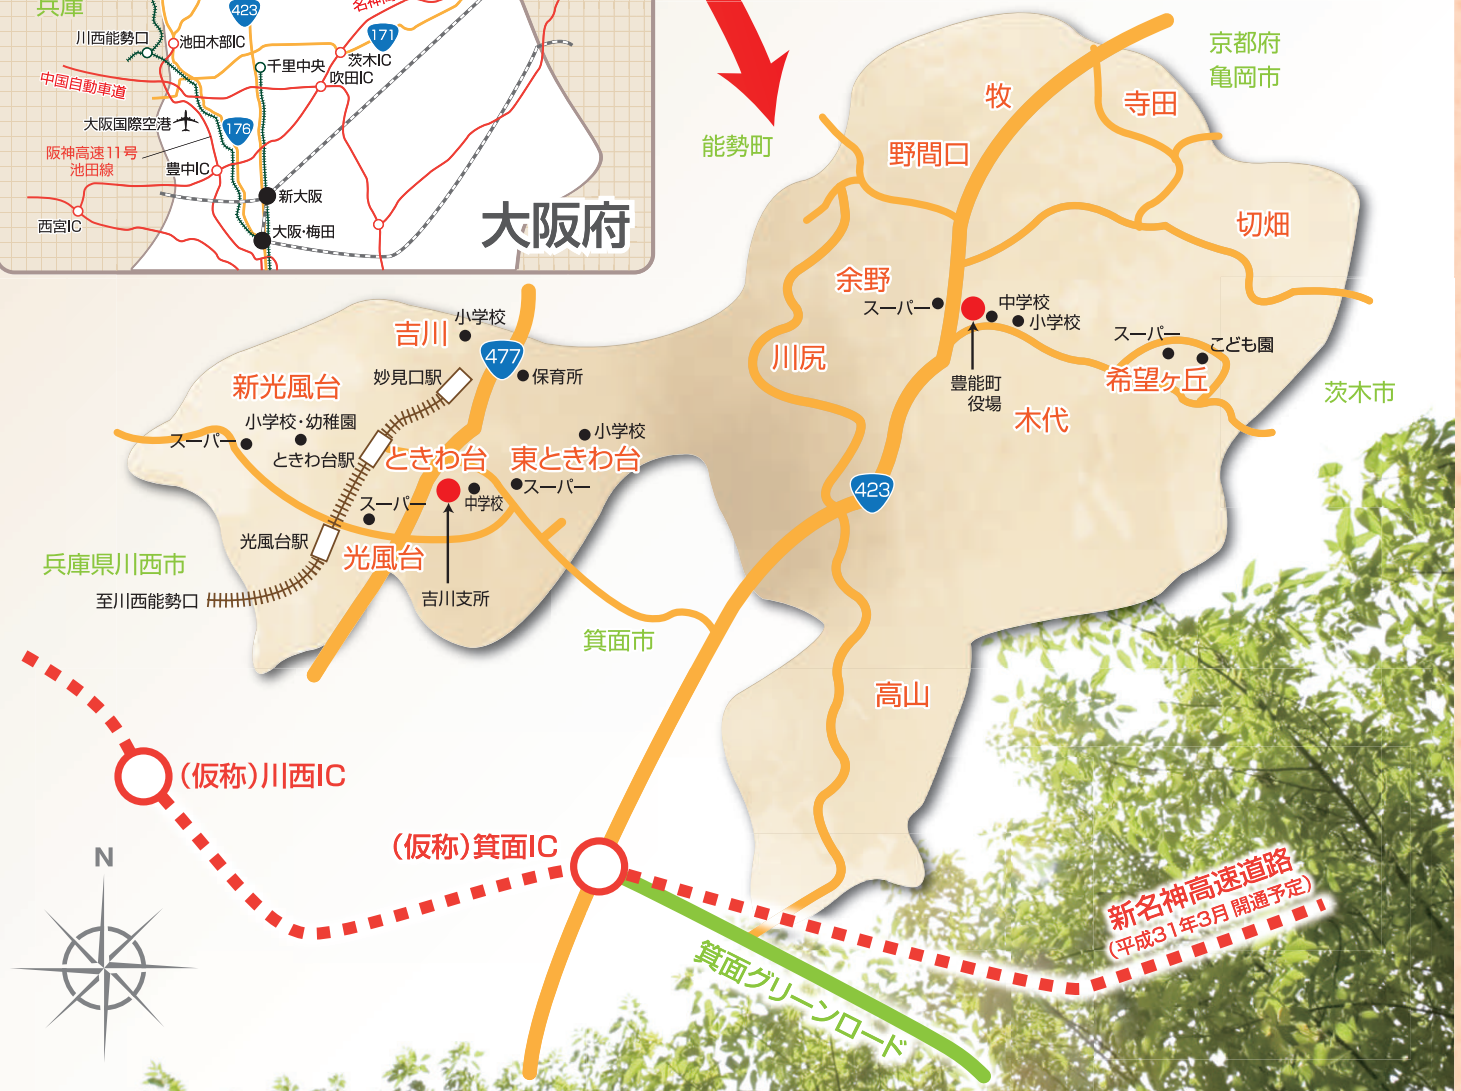 兵庫
423
名神高
171
川西能勢口
池田木部IC
茨木IC
千里中央
吹田IC
中国自動車道
大阪国際空港
176
阪神高速11号
池田線
豊中IC
新大阪
西宮IC
大阪・梅田
大阪府
京都府
亀岡市
能勢町
牧
寺田
野間口
切畑
余野
スーパー
中学校
小学校
スーパー
こども園
川尻
豊能町
役場
希望ヶ丘
木代
茨木市
吉川
小学校
477
妙見口駅
保育所
新光風台
小学校・幼稚園
スーパー
ときわ台駅
ときわ台
小学校
東ときわ台
スーパー
スーパー
中学校
423
光風台駅
光風台
兵庫県川西市
至川西能勢口
吉川支所
箕面市
高山
(仮称)川西IC
(仮称)箕面IC
N
新名神高速道路
(平成31年3月 開通予定)
箕面グリーンロード